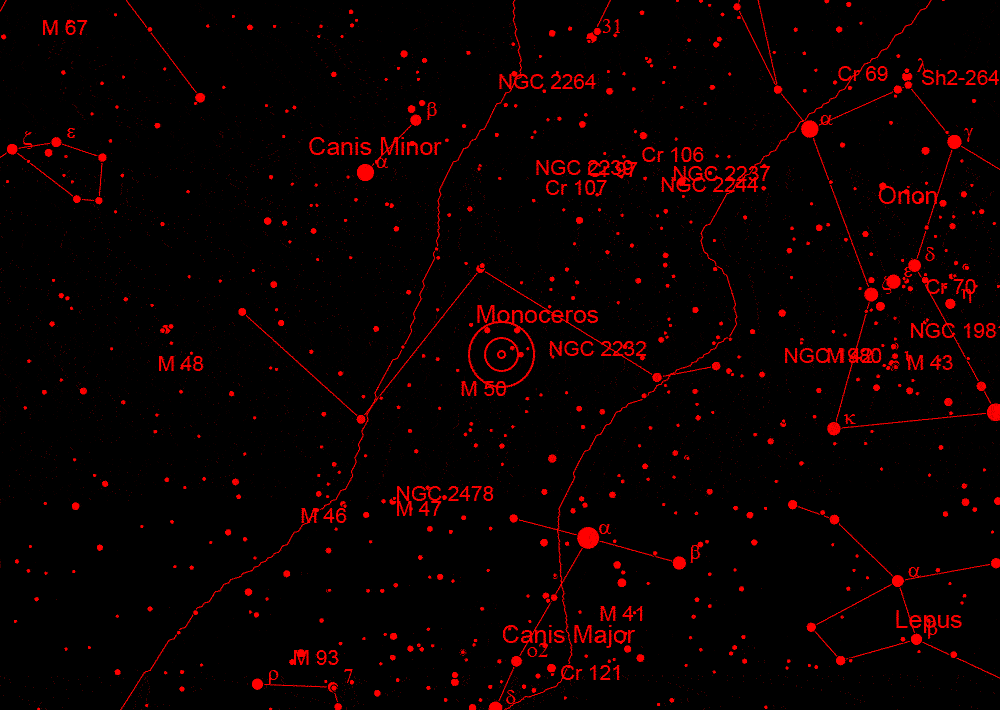 M 67
31
NGC 2264
Cr 69
λ
Sh2-264
β
α
γ
ζ
ε
Canis Minor
α
Cr 106
NGC 2239
NGC 2237
NGC 2244
Cr 107
Orion
δ
ε
ζ
Cr 70
η
Monoceros
NGC 198
NGC 2232
M 43
M 48
M 50
κ
NGC 2478
M 47
M 46
α
β
α
M 41
Lepus
β
Canis Major
ο2
M 93
Cr 121
ρ
7
δ